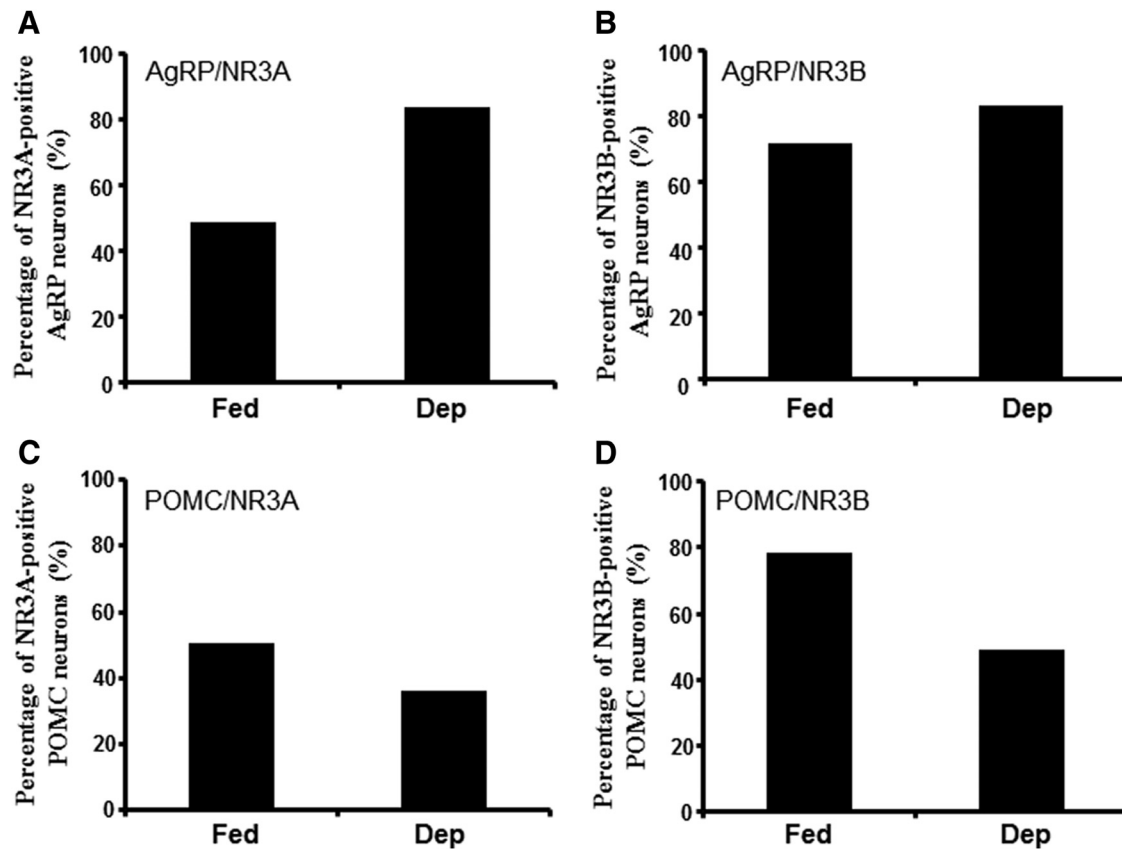 A
AgRP/NR3A
Percentage of NR3A-positive
AgRP neurons (%)
100
80
60
40
20
0
Fed Dep
B
AgRP/NR3B
Percentage of NR3B-positive
AgRP neurons (%)
100
80
60
40
20
0
Fed Dep
C
POMC/NR3A
Percentage of NR3A-positive
POMC neurons (%)
100
80
60
40
20
0
Fed Dep
D
POMC/NR3B
Percentage of NR3B-positive
POMC neurons (%)
100
80
60
40
20
0
Fed Dep